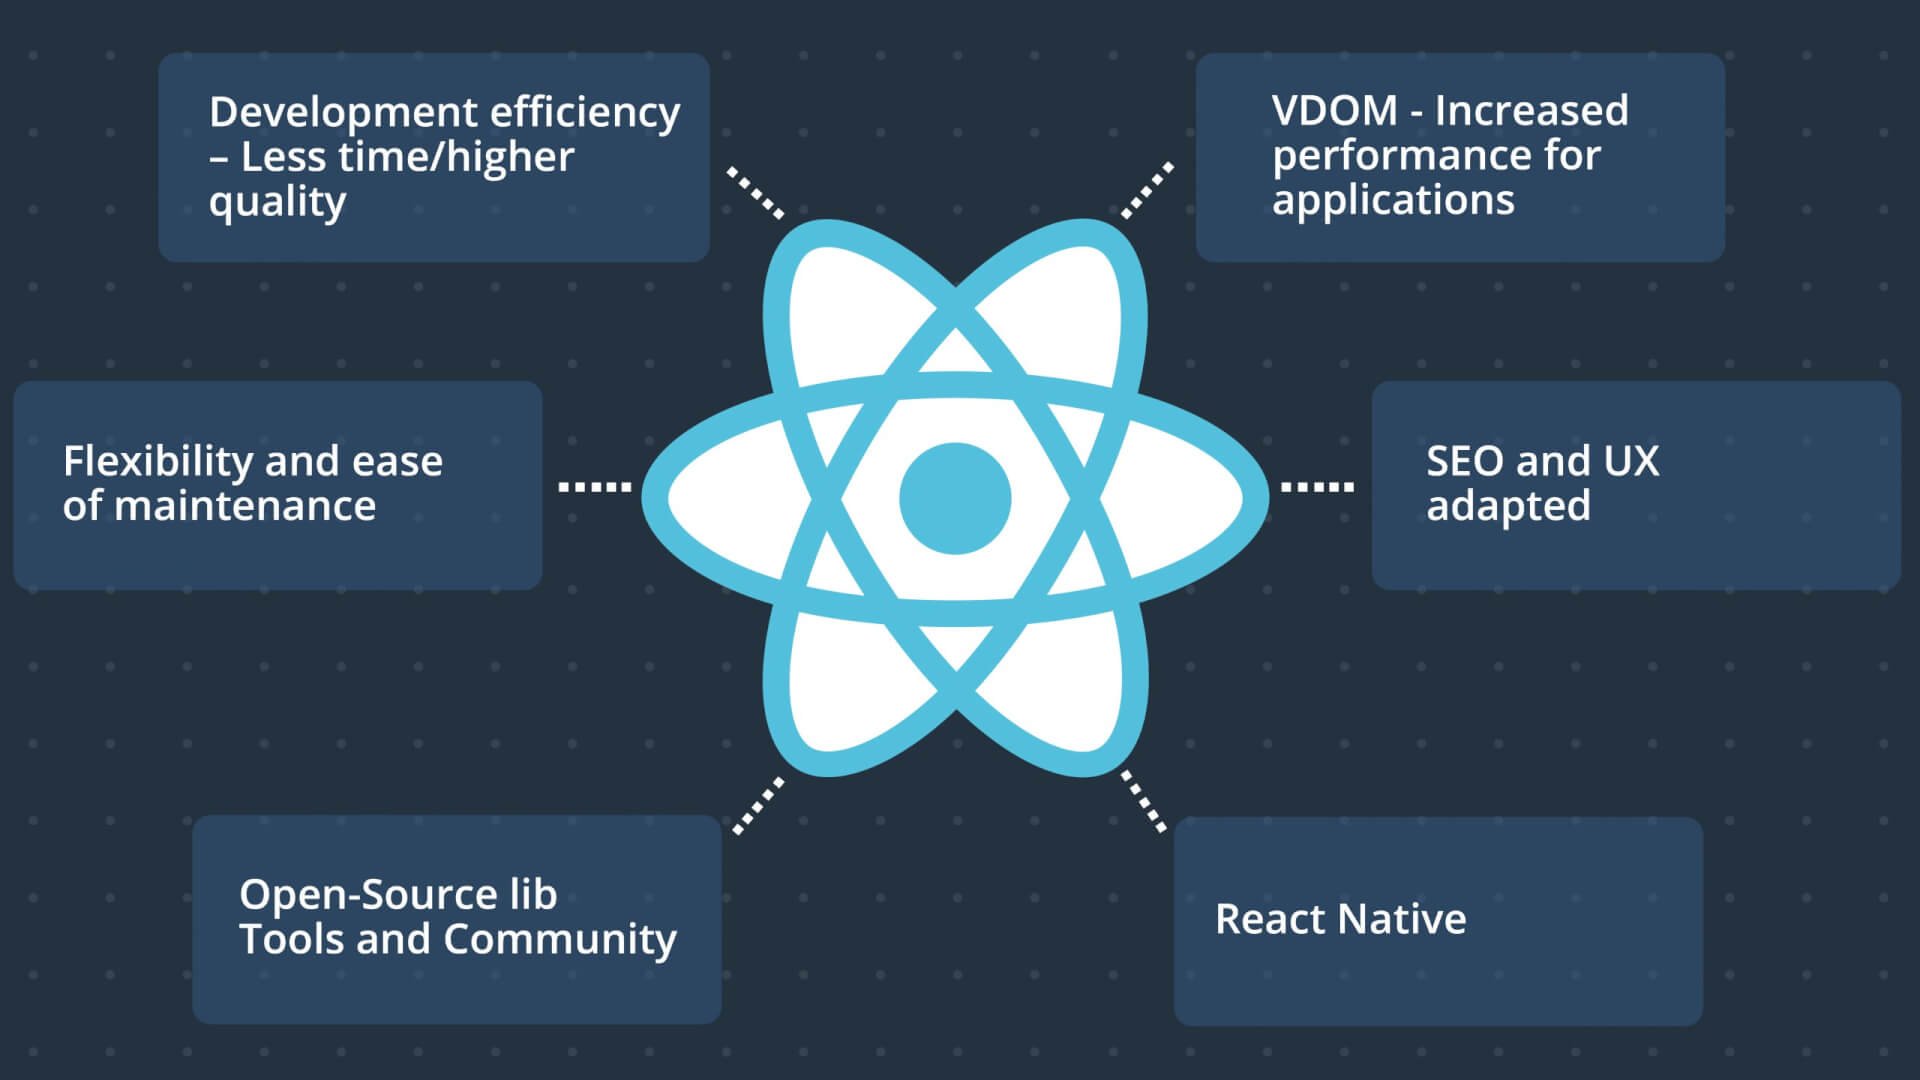 Development efficiency
– Less time/higher
quality
VDOM - Increased
performance for
applications
Flexibility and ease
of maintenance
SEO and UX
adapted
Open-Source lib
Tools and Community
React Native